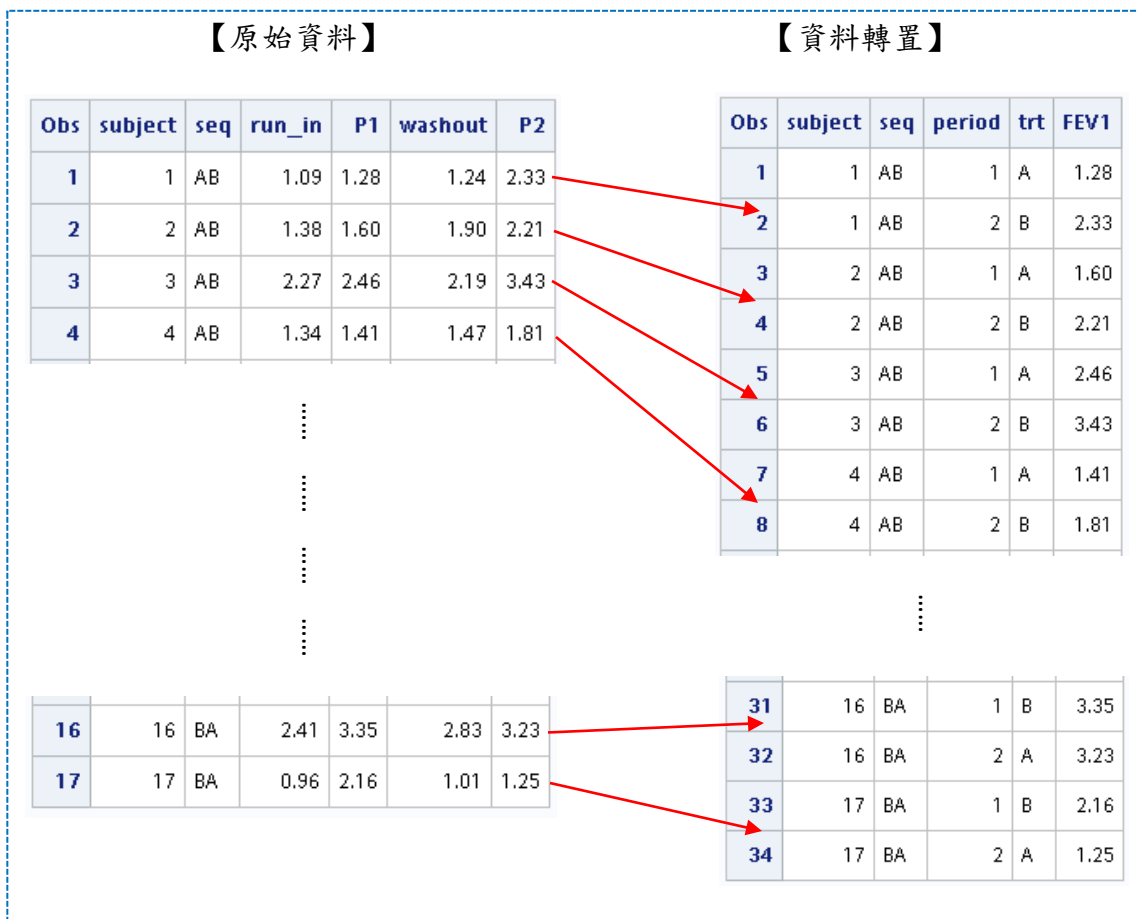 【原始資料】
Obs subject seq run_in P1 washout P2
1 1 AB 1.09 1.28 1.24 2.33
2 2 AB 1.38 1.60 1.90 2.21
3 3 AB 2.27 2.46 2.19 3.43
4 4 AB 1.34 1.41 1.47 1.81
……
……
……
……
16 16 BA 2.41 3.35 2.83 3.23
17 17 BA 0.96 2.16 1.01 1.25
【資料轉置】
Obs subject seq period trt FEV1
1 1 AB 1 A 1.28
2 1 AB 2 B 2.33
3 2 AB 1 A 1.60
4 2 AB 2 B 2.21
5 3 AB 1 A 2.46
6 3 AB 2 B 3.43
7 4 AB 1 A 1.41
8 4 AB 2 B 1.81
……
31 16 BA 1 B 3.35
32 16 BA 2 A 3.23
33 17 BA 1 B 2.16
34 17 BA 2 A 1.25